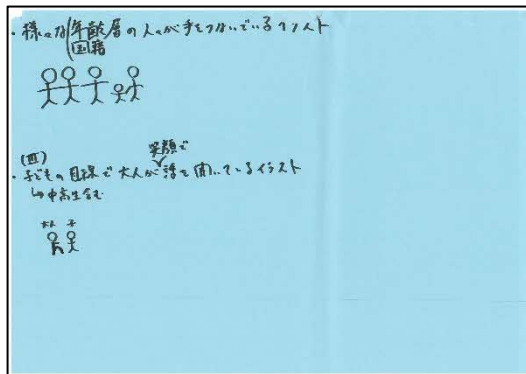 ・様々な(年齢層の人々が手をつないでいるイラスト
国籍
(匹)
笑顔で
・子どもの目線で大人が話を聞いているイラスト
↳中高生含む
大人 子